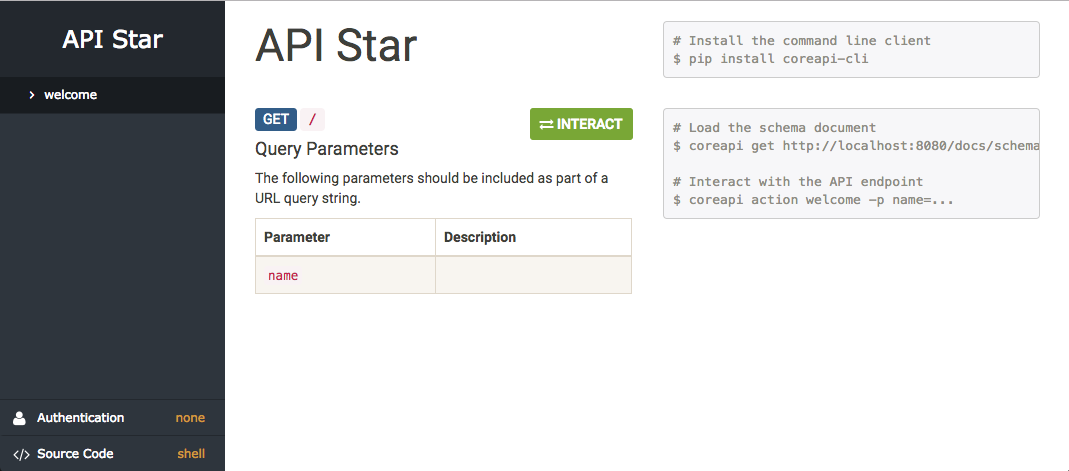 API Star
welcome
Authentication none
Source Code shell
API Star
GET /
INTERACT
Query Parameters
The following parameters should be included as part of a
URL query string.
Parameter Description
name
# Install the command line client
$ pip install coreapi-cli
# Load the schema document
$ coreapi get http://localhost:8080/docs/schema
# Interact with the API endpoint
$ coreapi action welcome -p name=...